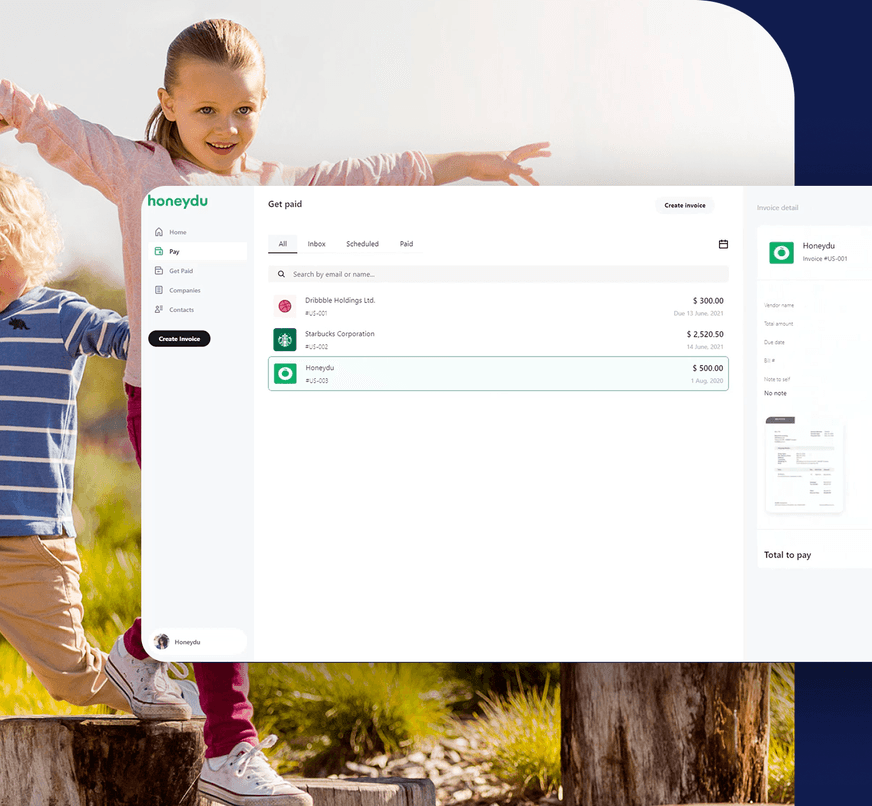 honeydu
Home
Pay
Get Paid
Companies
Contacts
Create Invoice
Honeydu
Get paid
Create invoice
All
Inbox
Scheduled
Paid
Search by email or name...
Dribbble Holdings Ltd.
$ 300.00
#US-001
Due 13 June, 2021
Starbucks Corporation
$ 2,520.50
#US-002
14 June, 2021
Honeydu
$ 500.00
#US-003
1 Aug, 2020
Invoice detail
Honeydu
Invoice #US-001
Vendor name
Total amount
Due data
Bill #
Note to self
No note
Total to pay